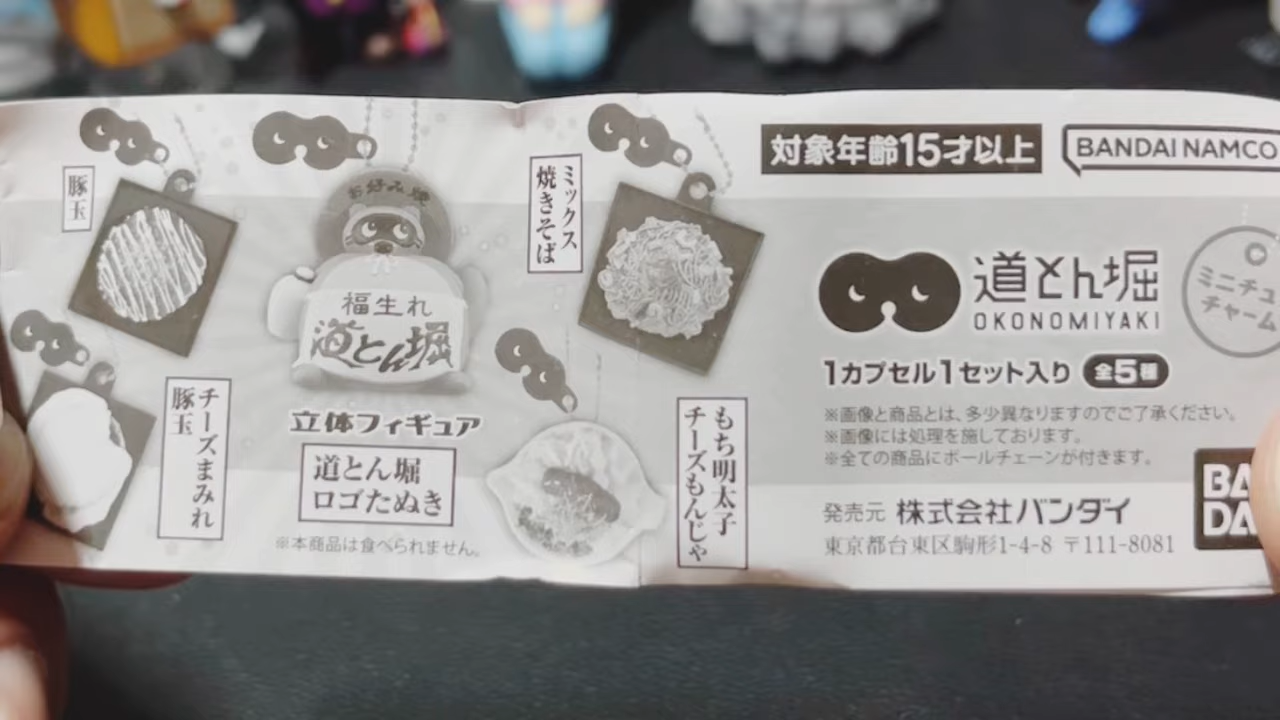 豚玉
お好み焼
福生れ
道とん堀
立体フィギュア
道とん堀
ロゴたぬき
※本商品は食べられません。
チーズまみれ
豚玉
ミックス
焼きそば
もち明太子
チーズもんじゃ
対象年齢15才以上
BANDAI NAMCO
道とん堀
OKONOMIYAKI
ミニチュ
チャーム
1カプセル1セット入り 全5種
※画像と商品とは、多少異なりますのでご了承ください。
※画像には処理を施しております。
※全ての商品にボールチェーンが付きます。
発売元 株式会社バンダイ
東京都台東区駒形1-4-8 〒111-8081
BA
DA